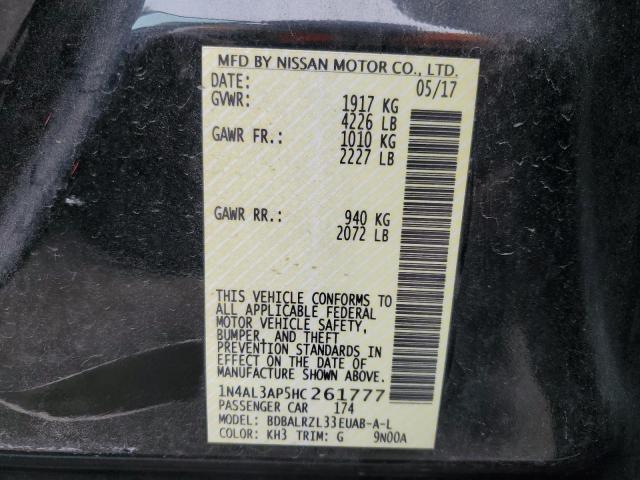 MFD BY NISSAN MOTOR CO., LTD.
DATE: 05/17
GVWR: 1917 KG
4226 LB
GAWR FR.: 1010 KG
2227 LB
GAWR RR.: 940 KG
2072 LB
THIS VEHICLE CONFORMS TO
ALL APPLICABLE FEDERAL
MOTOR VEHICLE SAFETY,
BUMPER, AND THEFT
PREVENTION STANDARDS IN
EFFECT ON THE DATE OF
MANUFACTURE SHOWN ABOVE.
1N4AL3AP5HC261777
PASSENGER CAR 174
MODEL: BDBALRZL33EUAB-A-L
COLOR: KH3 TRIM: G 9N00A